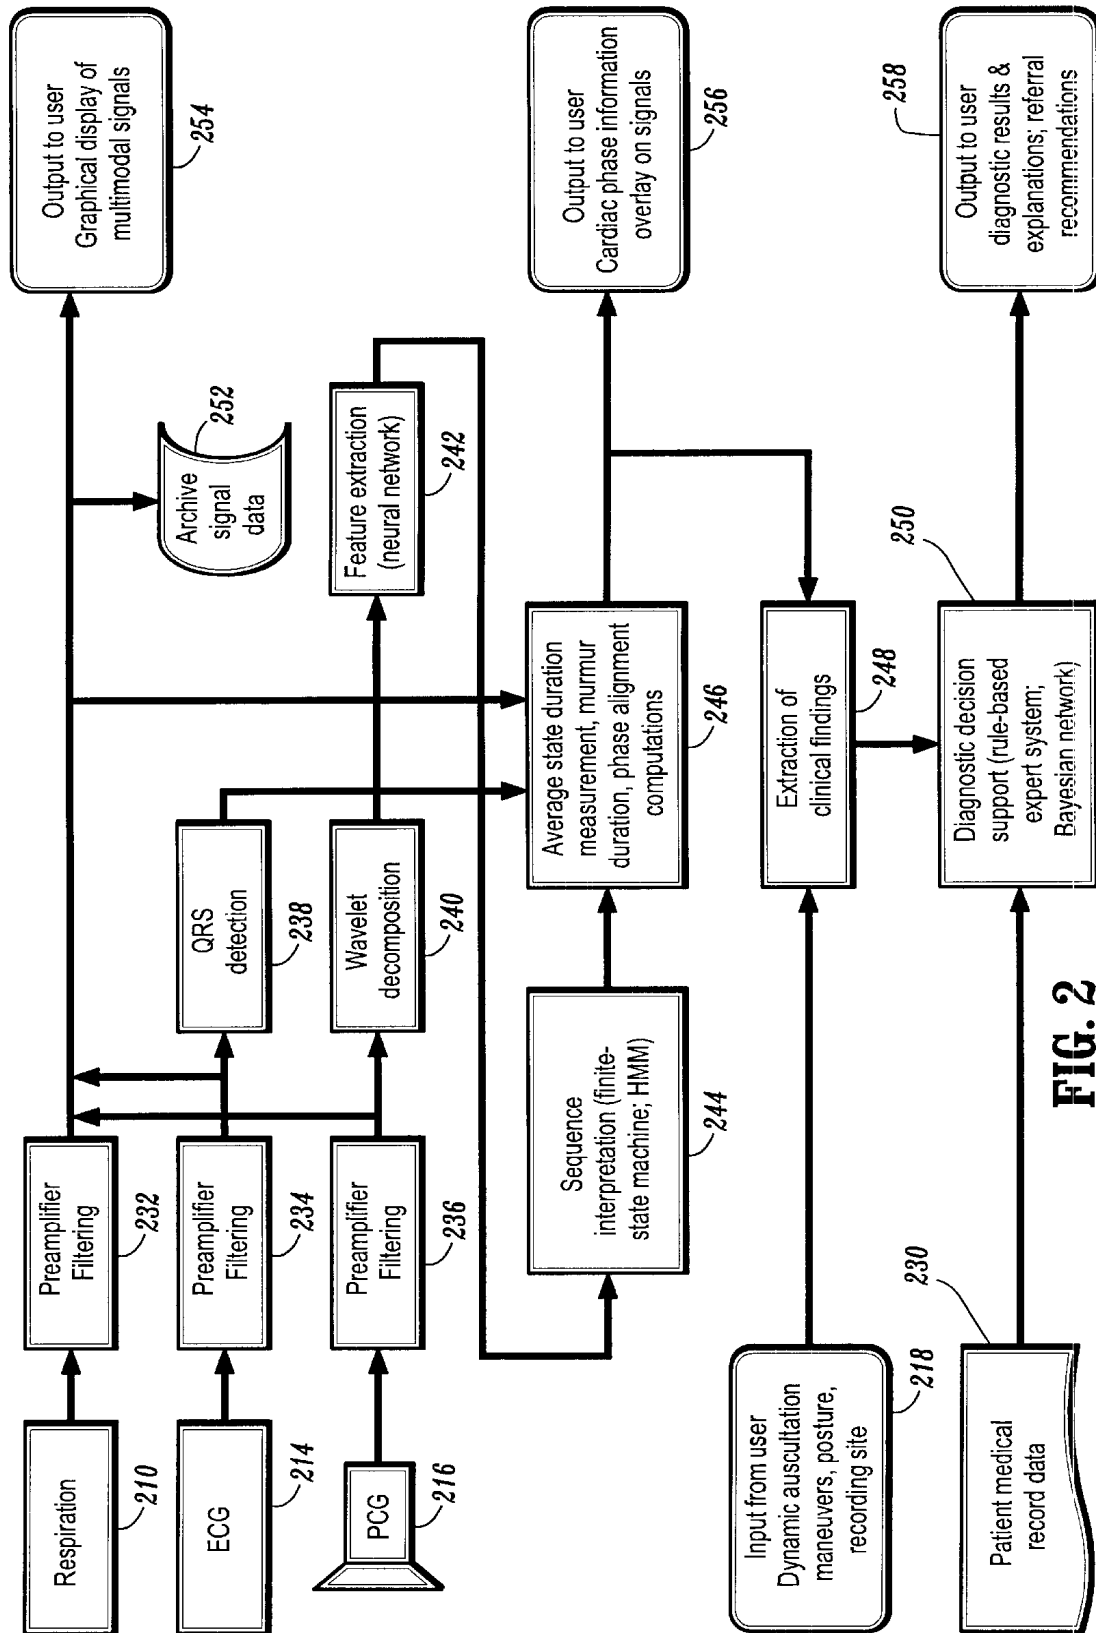 Respiration
210
Preamplifier
Filtering
232
ECG
214
Preamplifier
Filtering
234
PCG
216
Preamplifier
Filtering
236
QRS
detection
238
Wavelet
decomposition
240
Archive
signal
data
252
Feature extraction
(neural network)
242
Output to user
Graphical display of
multimodal signals
254
Sequence
interpretation (finite-
state machine; HMM)
244
Average state duration
measurement, murmur
duration, phase alignment
computations
246
Output to user
Cardiac phase information
overlay on signals
256
Input from user
Dynamic auscultation
maneuvers, posture,
recording site
218
Extraction of
clinical findings
248
Patient medical
record data
230
Diagnostic decision
support (rule-based
expert system;
Bayesian network)
250
Output to user
diagnostic results &
explanations; referral
recommendations
258
FIG. 2